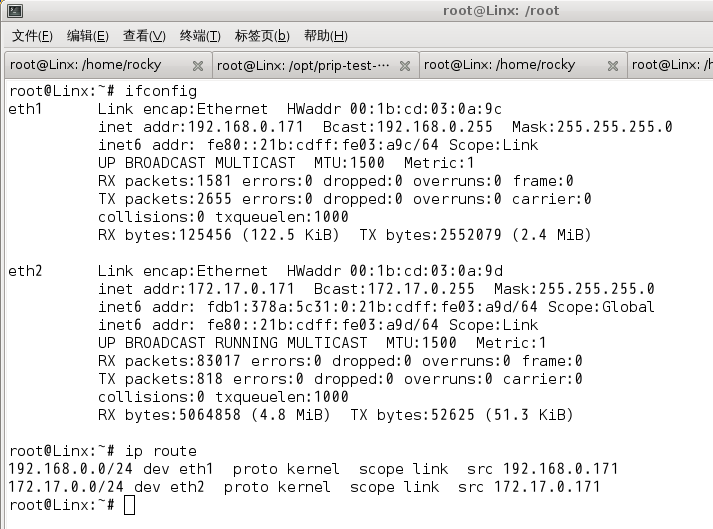 root@Linx: /root
文件(F) 编辑(E) 查看(V) 终端(T) 标签页(b) 帮助(H)
root@Linx: /home/rocky root@Linx: /opt/prip-test-··· root@Linx: /home/rocky root@Linx: /h
root@Linx:~# ifconfig
eth1 Link encap:Ethernet HWaddr 00:1b:cd:03:0a:9c
inet addr:192.168.0.171 Bcast:192.168.0.255 Mask:255.255.255.0
inet6 addr: fe80::21b:cdff:fe03:a9c/64 Scope:Link
UP BROADCAST MULTICAST MTU:1500 Metric:1
RX packets:1581 errors:0 dropped:0 overruns:0 frame:0
TX packets:2655 errors:0 dropped:0 overruns:0 carrier:0
collisions:0 txqueuelen:1000
RX bytes:125456 (122.5 KiB) TX bytes:2552079 (2.4 MiB)
eth2 Link encap:Ethernet HWaddr 00:1b:cd:03:0a:9d
inet addr:172.17.0.171 Bcast:172.17.0.255 Mask:255.255.255.0
inet6 addr: fdb1:378a:5c31:0:21b:cdff:fe03:a9d/64 Scope:Global
inet6 addr: fe80::21b:cdff:fe03:a9d/64 Scope:Link
UP BROADCAST RUNNING MULTICAST MTU:1500 Metric:1
RX packets:83017 errors:0 dropped:0 overruns:0 frame:0
TX packets:818 errors:0 dropped:0 overruns:0 carrier:0
collisions:0 txqueuelen:1000
RX bytes:5064858 (4.8 MiB) TX bytes:52625 (51.3 KiB)
root@Linx:~# ip route
192.168.0.0/24 dev eth1 proto kernel scope link src 192.168.0.171
172.17.0.0/24 dev eth2 proto kernel scope link src 172.17.0.171
root@Linx:~#